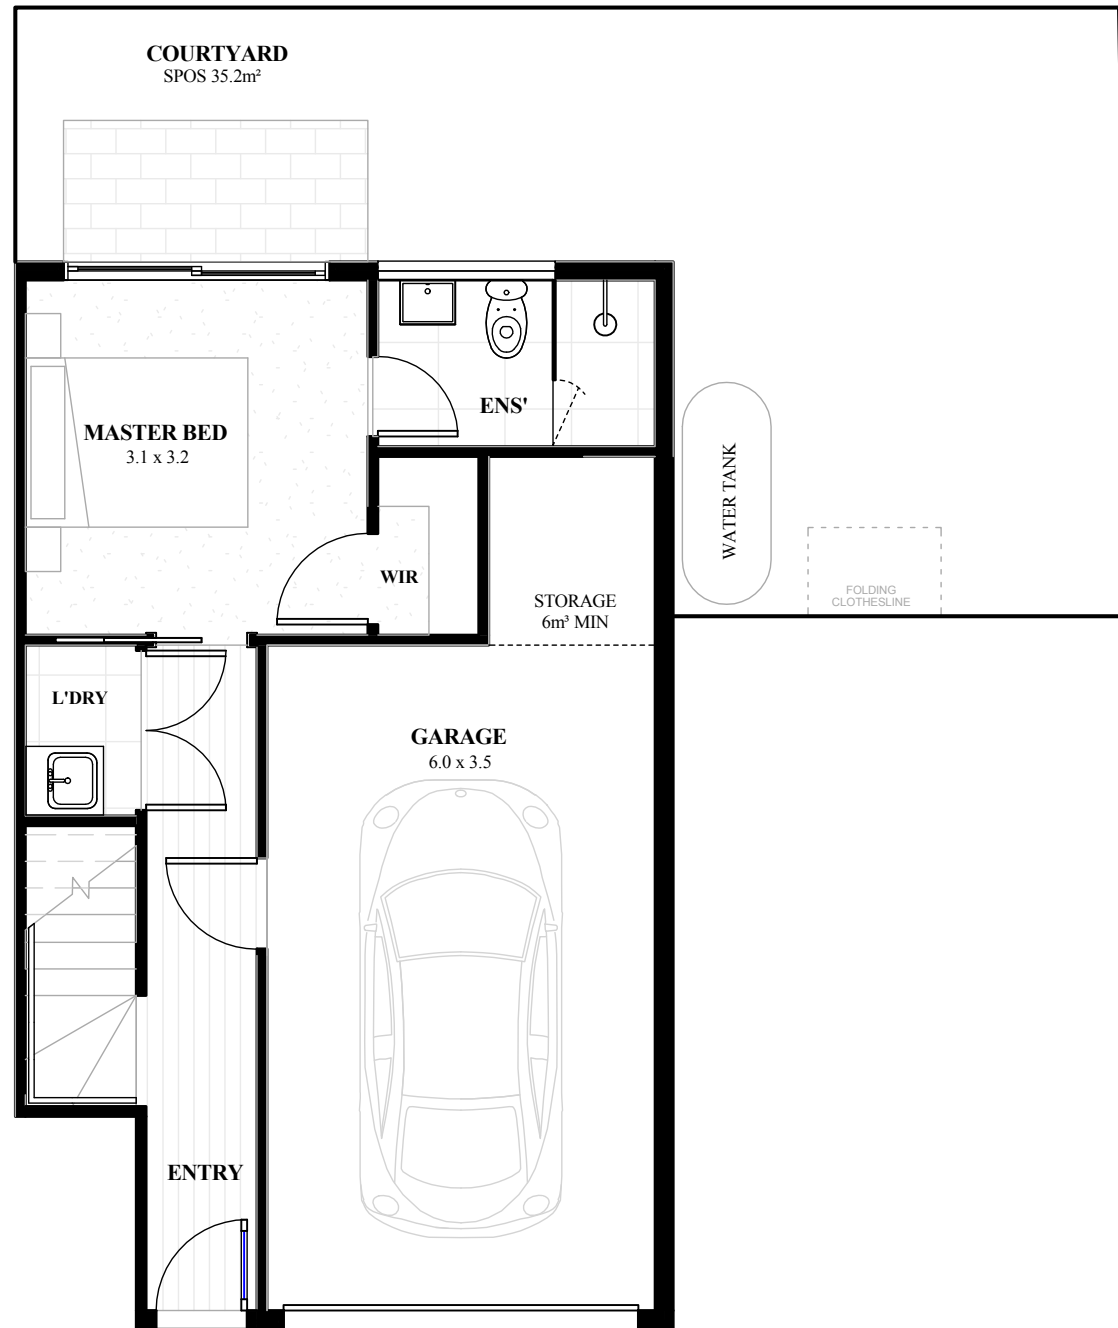 COURTYARD
SPOS 35.2m²
ENS'
MASTER BED
3.1 x 3.2
WATER TANK
WIR
FOLDING
CLOTHESLINE
STORAGE
6m³ MIN
L'DRY
GARAGE
6.0 x 3.5
ENTRY